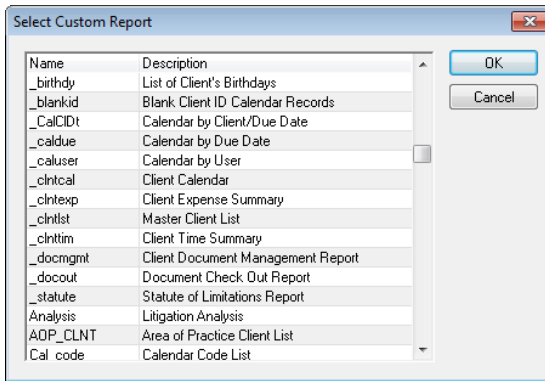 Select Custom Report
Name Description
_birthdy List of Client's Birthdays
_blankid Blank Client ID Calendar Records
_CalClDt Calendar by Client/Due Date
_caldue Calendar by Due Date
_caluser Calendar by User
_clntcal Client Calendar
_clntexp Client Expense Summary
_clntlst Master Client List
_clnttim Client Time Summary
_docmgmt Client Document Management Report
_docout Document Check Out Report
_statute Statute of Limitations Report
Analysis Litigation Analysis
AOP_CLNT Area of Practice Client List
Cal_code Calendar Code List
OK
Cancel